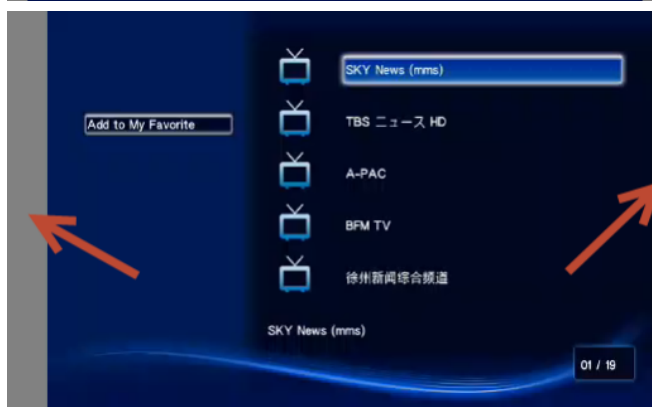 SKY News (mms)
Add to My Favorite
TBS ニュース HD
A-PAC
BFM TV
徐州新闻综合频道
SKY News (mms)
01 / 19